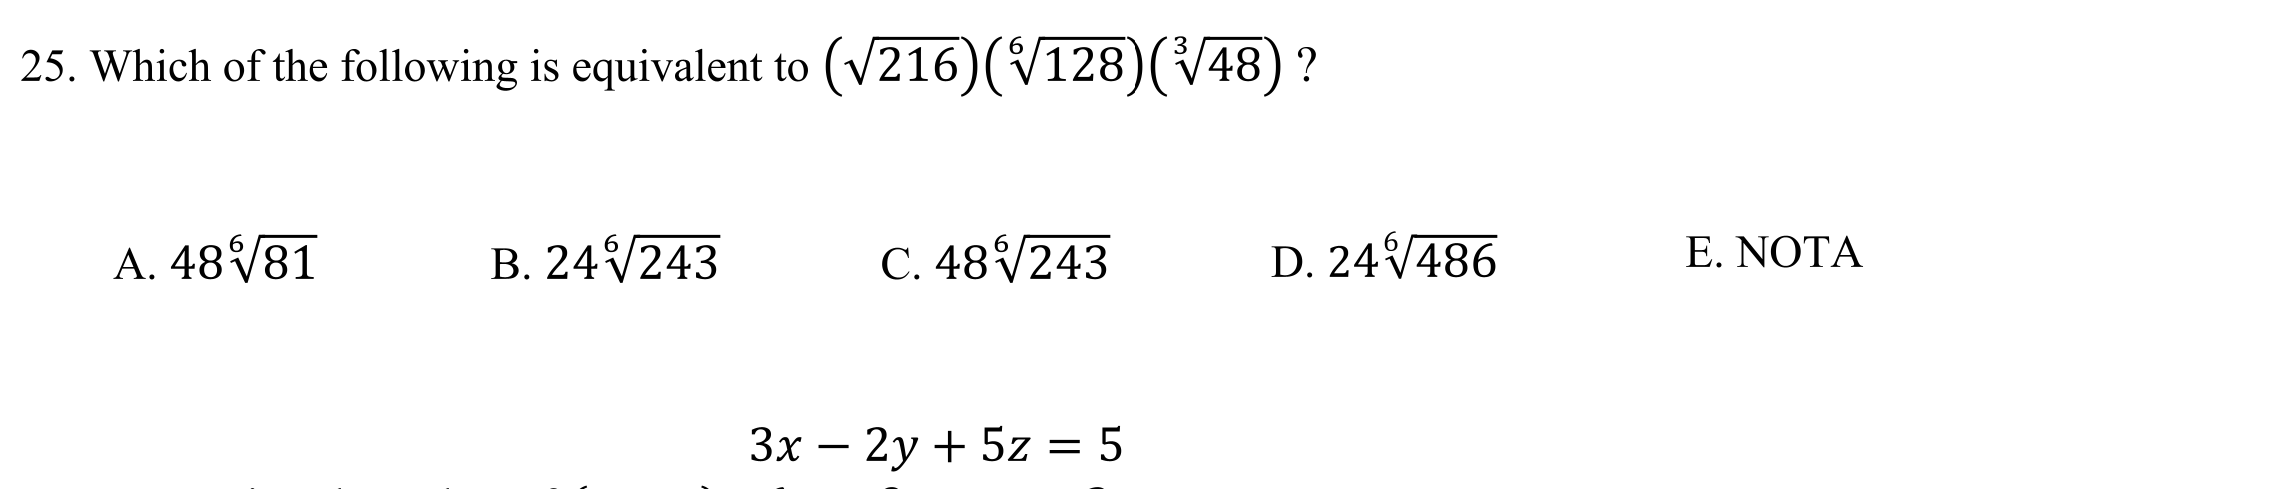 25. Which of the following is equivalent to (√216)(⁶√128)(³√48) ?
A. 48⁶√81 B. 24⁶√243 C. 48⁶√243 D. 24⁶√486 E. NOTA
3x − 2y + 5z = 5